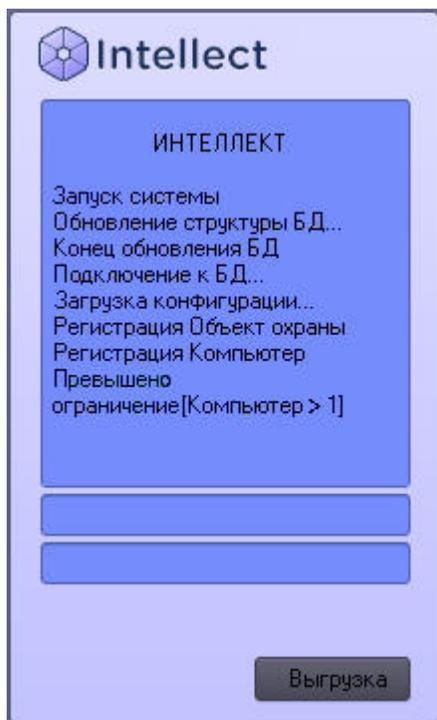 Intellect
ИНТЕЛЛЕКТ
Запуск системы
Обновление структуры БД...
Конец обновления БД
Подключение к БД...
Загрузка конфигурации...
Регистрация Объект охраны
Регистрация Компьютер
Превышено
ограничение[Компьютер > 1]
Выгрузка